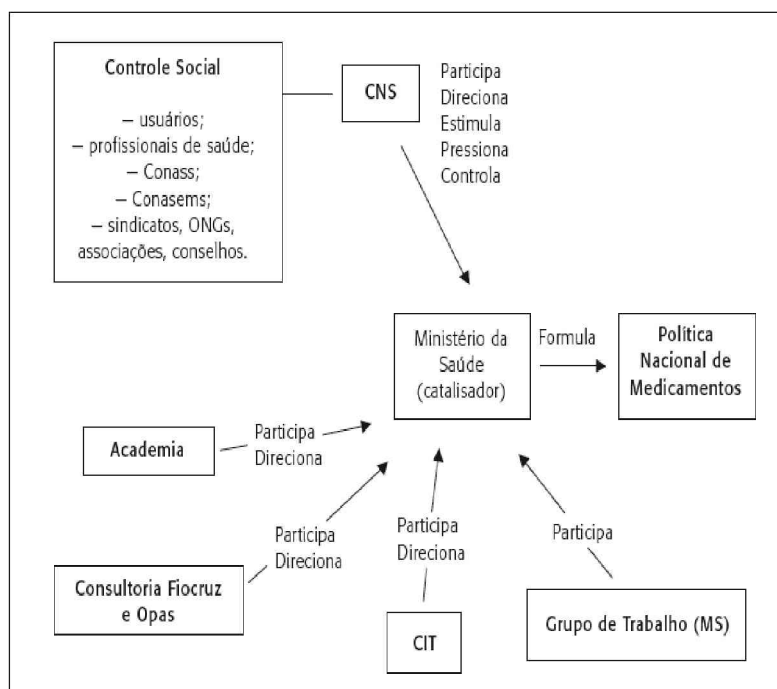 Controle Social
– usuários;
– profissionais de saúde;
– Conass;
– Conasems;
– sindicatos, ONGs,
associações, conselhos.
CNS
Participa
Direciona
Estimula
Pressiona
Controla
Ministério da
Saúde
(catalisador)
Formula
Política
Nacional de
Medicamentos
Academia
Participa
Direciona
Consultoria Fiocruz
e Opas
Participa
Direciona
Participa
Direciona
CIT
Participa
Grupo de Trabalho (MS)